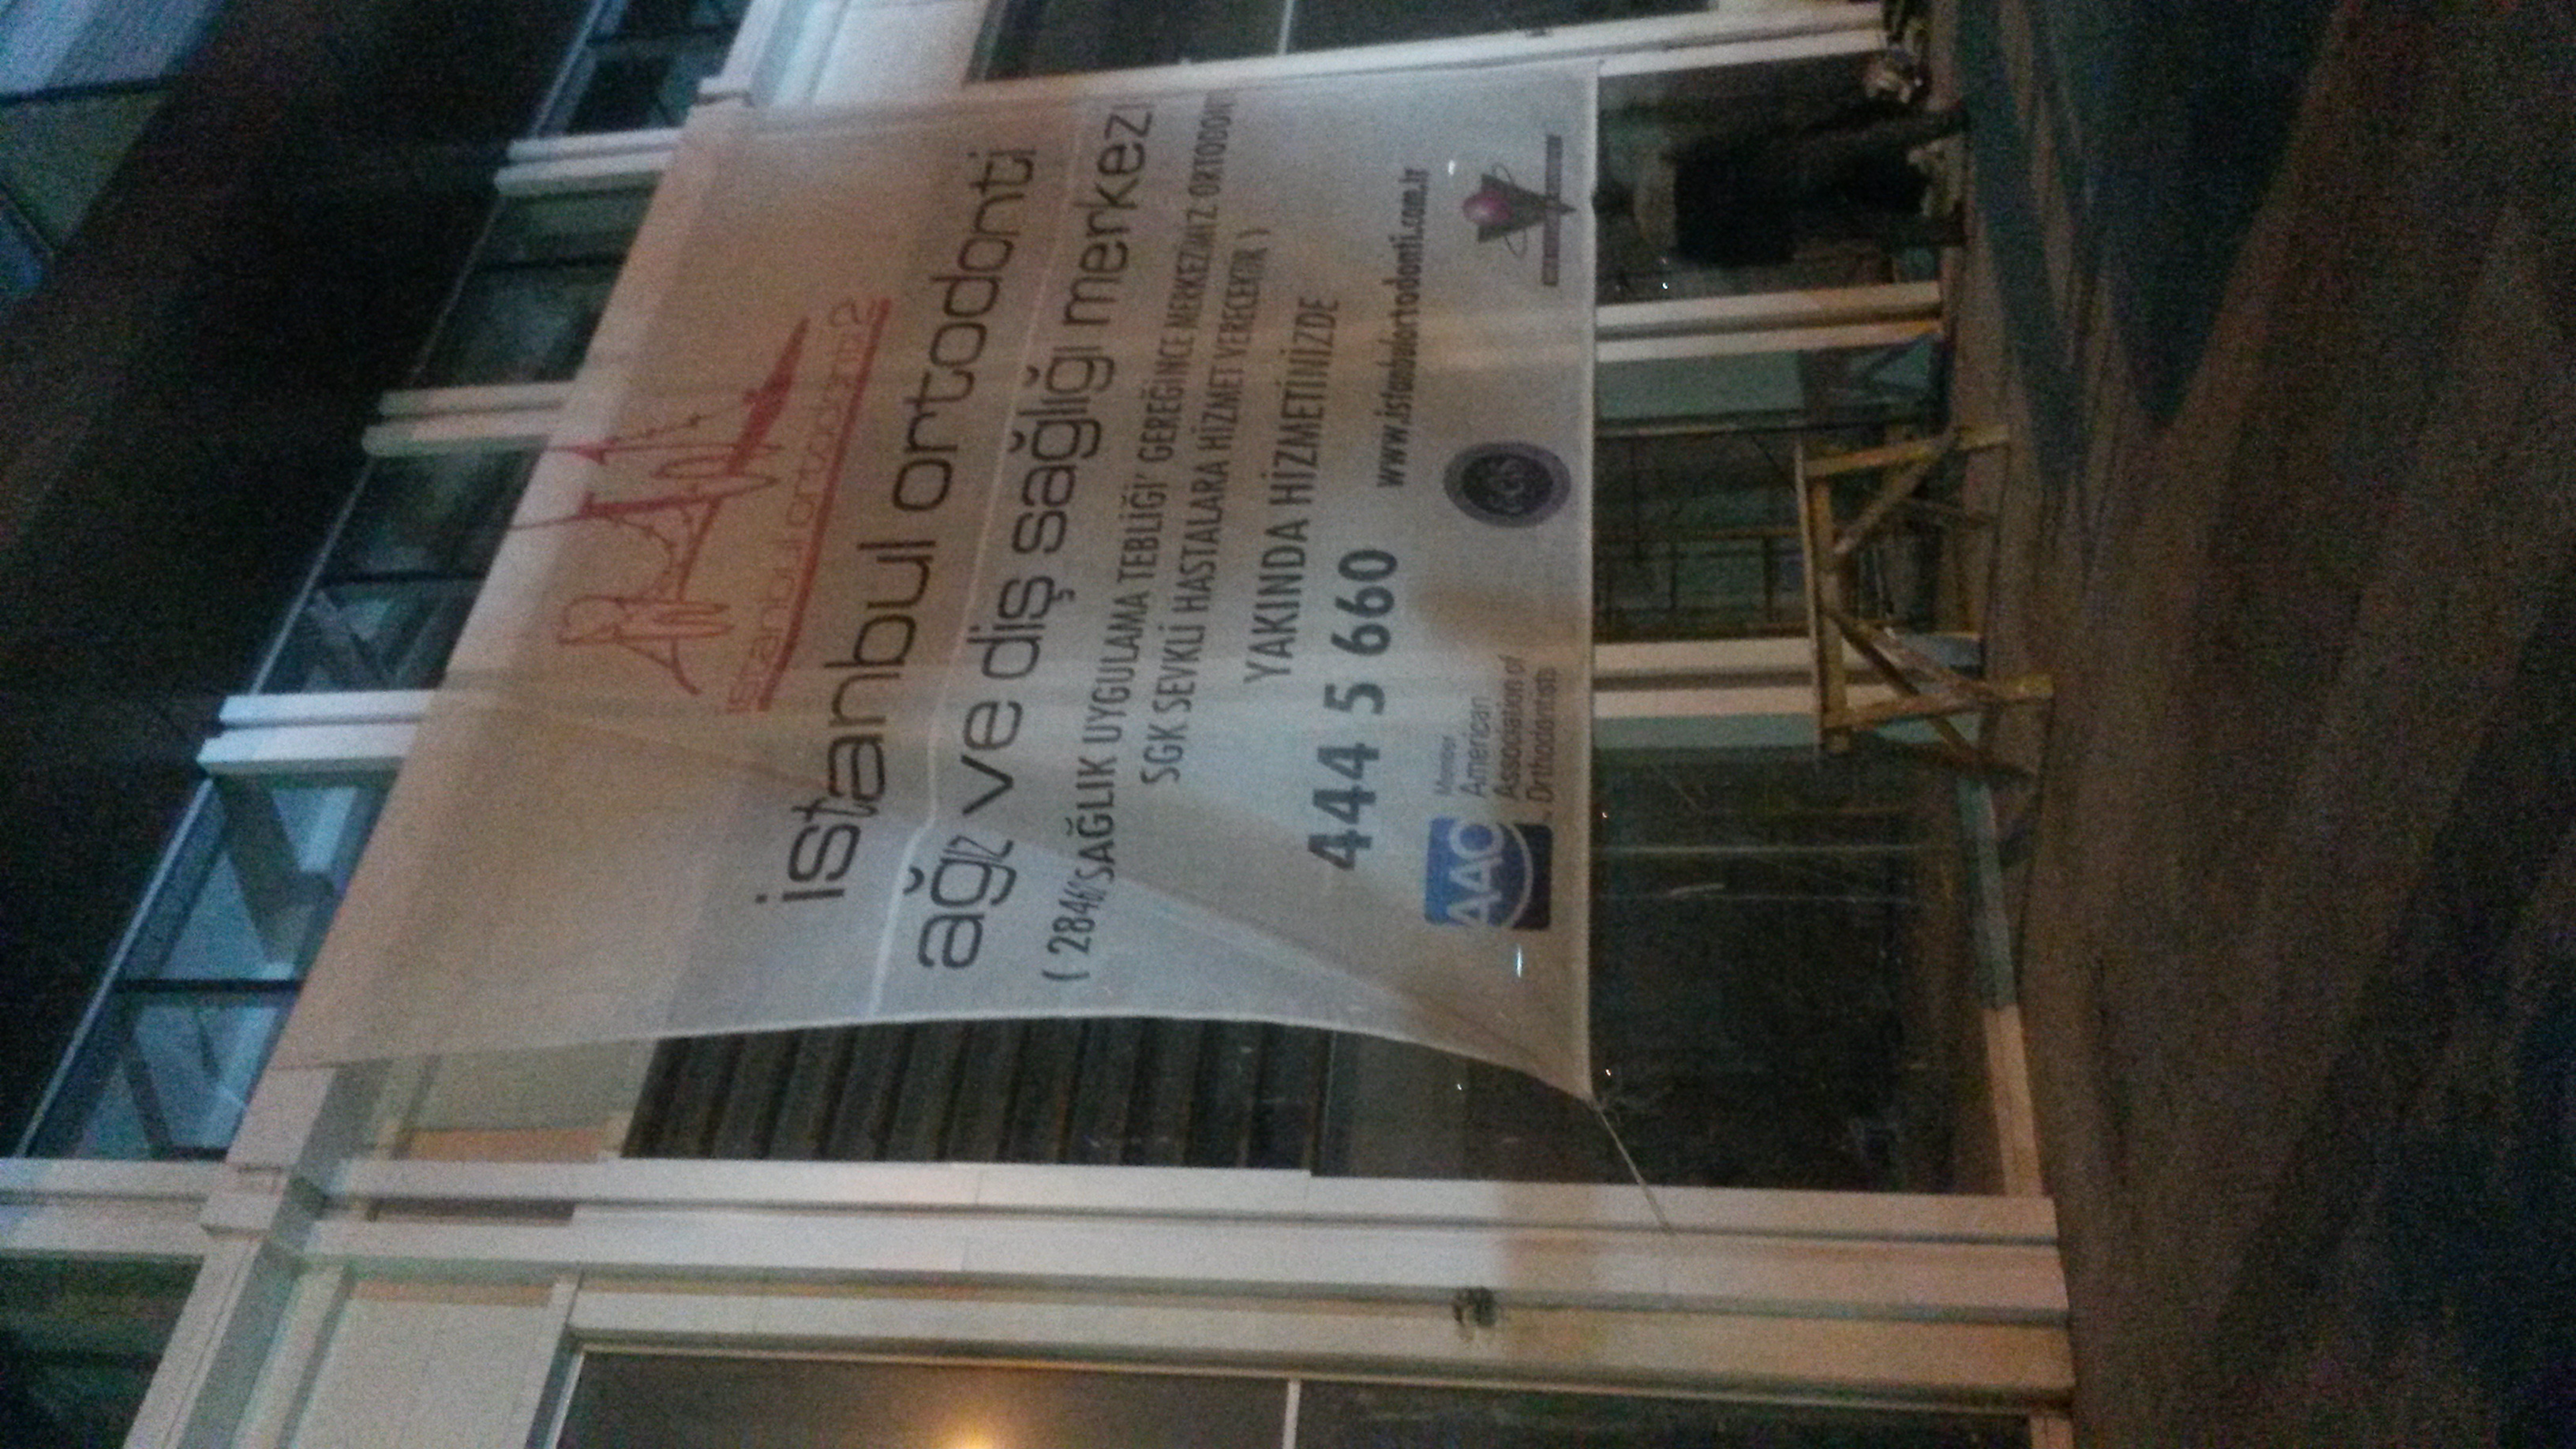 istanbul ortodonti 2
istanbul ortodonti
ağız ve diş sağlığı merkezi
( 28460'SAĞLIK UYGULAMA TEBLİĞİ' GEREĞİNCE MERKEZİMİZ ORTODONTİ
SGK SEVKLİ HASTALARA HİZMET VERECEKTİR )
YAKINDA HİZMETİNİZDE
444 5 660 www.istanbulortodonti.com.tr
AAO
Member
American
Association of
Orthodontists